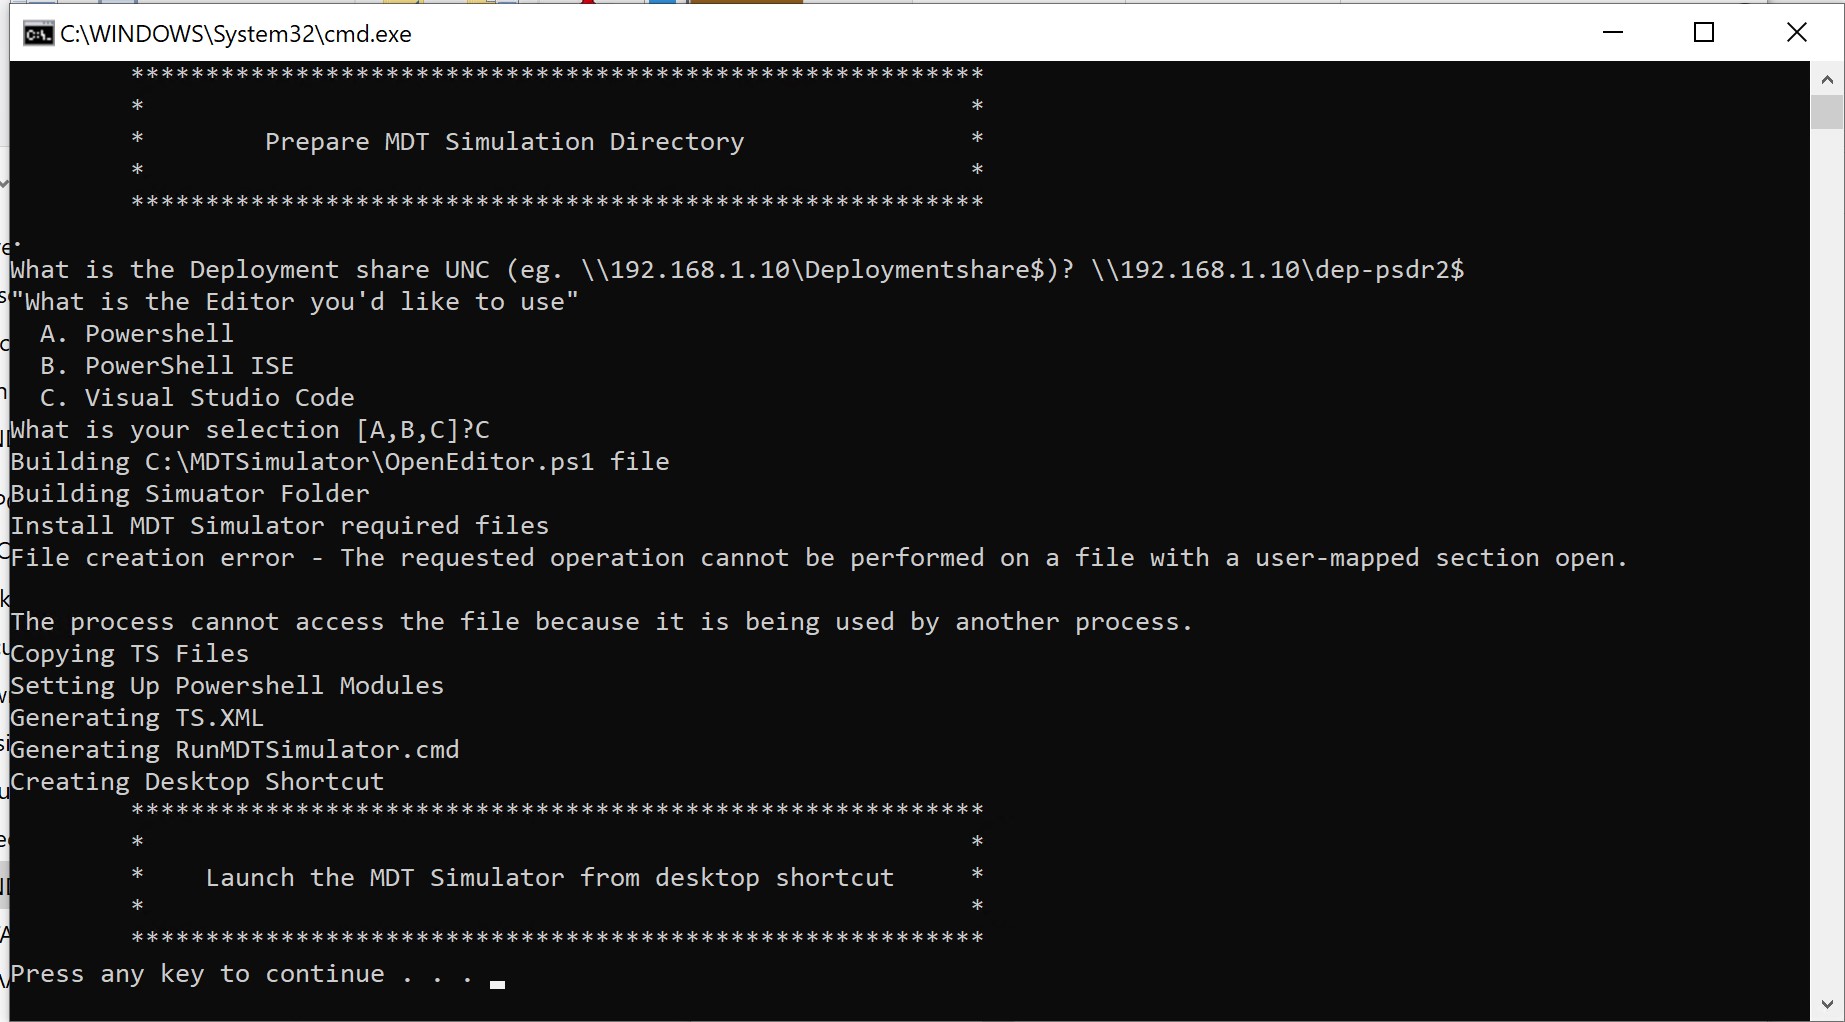 C:\WINDOWS\System32\cmd.exe
*********************************************************
* *
* Prepare MDT Simulation Directory *
* *
*********************************************************
.
What is the Deployment share UNC (eg. \\192.168.1.10\Deploymentshare$)? \\192.168.1.10\dep-psdr2$
"What is the Editor you'd like to use"
A. Powershell
B. PowerShell ISE
C. Visual Studio Code
What is your selection [A,B,C]?C
Building C:\MDTSimulator\OpenEditor.ps1 file
Building Simuator Folder
Install MDT Simulator required files
File creation error - The requested operation cannot be performed on a file with a user-mapped section open.
The process cannot access the file because it is being used by another process.
Copying TS Files
Setting Up Powershell Modules
Generating TS.XML
Generating RunMDTSimulator.cmd
Creating Desktop Shortcut
*********************************************************
* *
* Launch the MDT Simulator from desktop shortcut *
* *
*********************************************************
Press any key to continue . . .